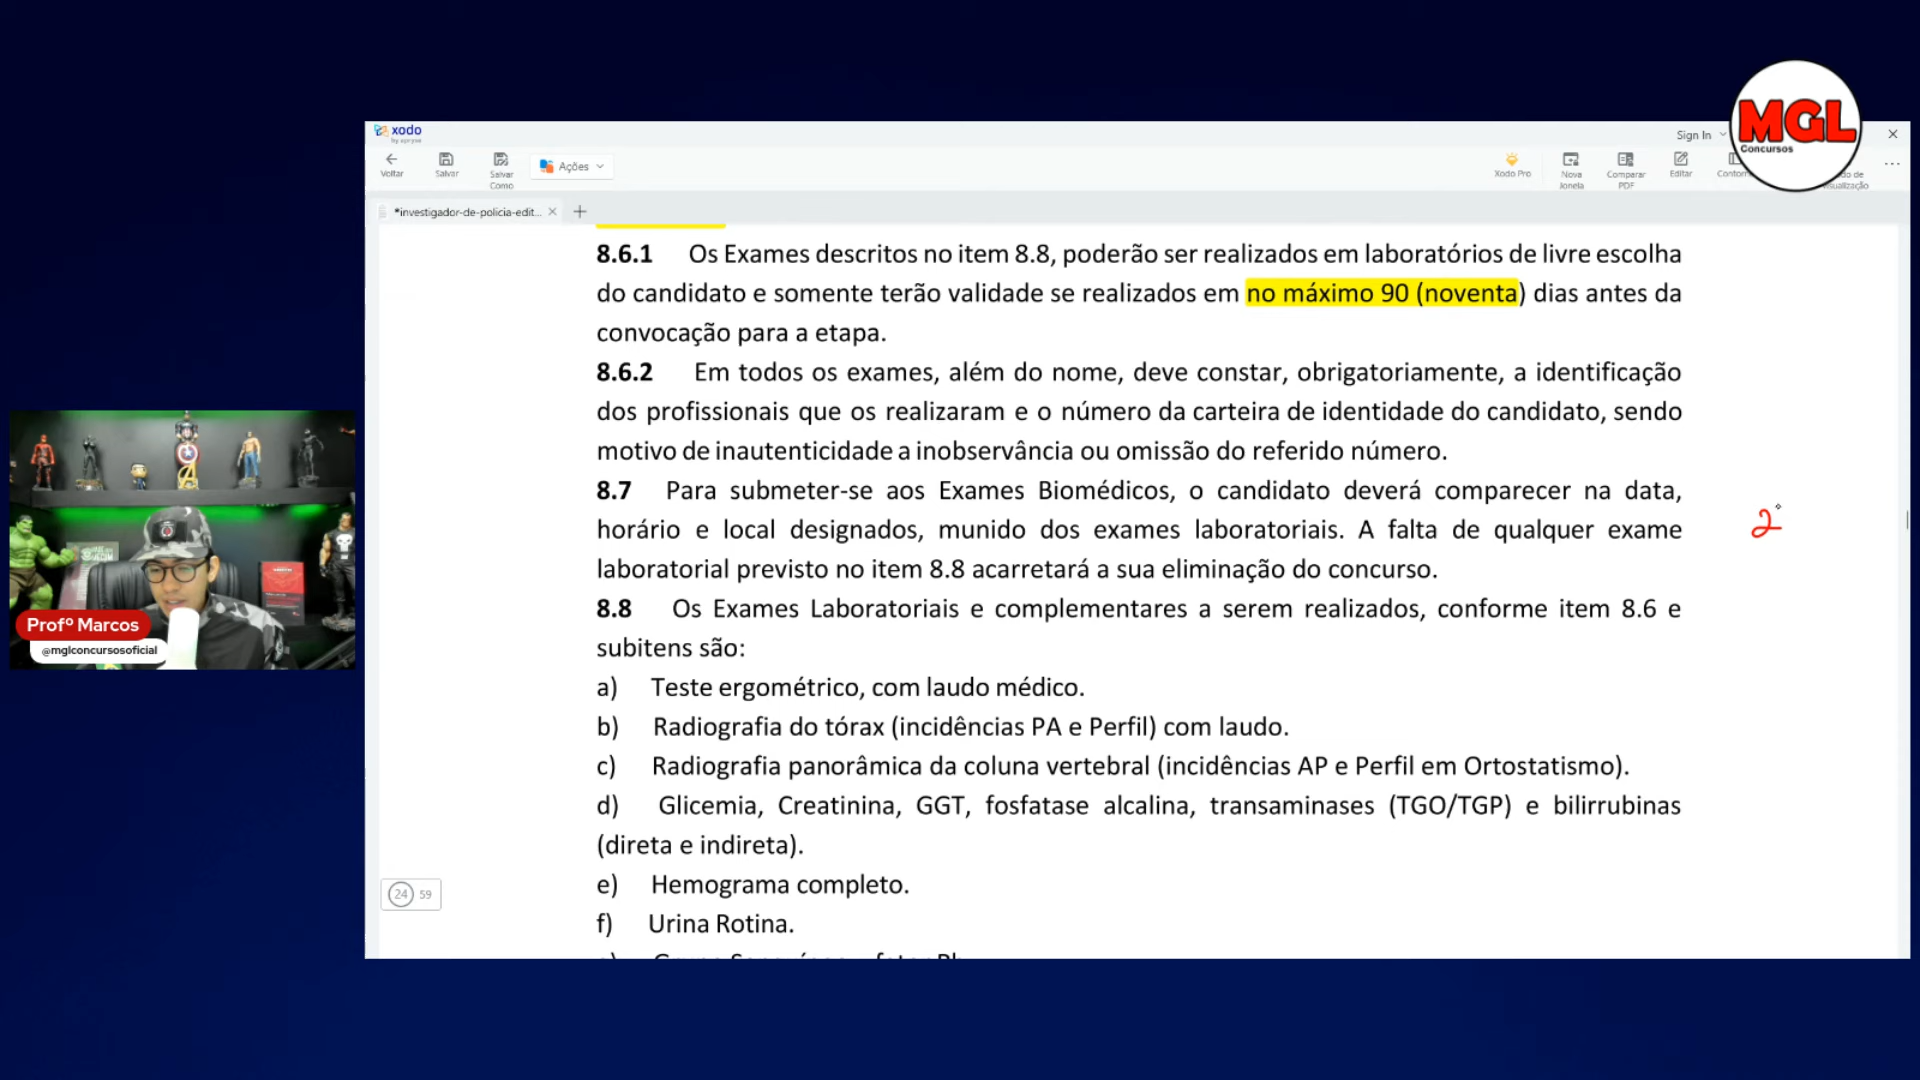 MGL
Concursos
xodo
by apryse
Sign In
Voltar
Salvar
Salvar
Como
Ações
Xodo Pro
Nova
Janela
Comparar
PDF
Editar
*investigador-de-policia-edit...
8.6.1 Os Exames descritos no item 8.8, poderão ser realizados em laboratórios de livre escolha
do candidato e somente terão validade se realizados em no máximo 90 (noventa) dias antes da
convocação para a etapa.
8.6.2 Em todos os exames, além do nome, deve constar, obrigatoriamente, a identificação
dos profissionais que os realizaram e o número da carteira de identidade do candidato, sendo
motivo de inautenticidade a inobservância ou omissão do referido número.
8.7 Para submeter-se aos Exames Biomédicos, o candidato deverá comparecer na data,
horário e local designados, munido dos exames laboratoriais. A falta de qualquer exame
laboratorial previsto no item 8.8 acarretará a sua eliminação do concurso.
2
8.8 Os Exames Laboratoriais e complementares a serem realizados, conforme item 8.6 e
subitens são:
a) Teste ergométrico, com laudo médico.
b) Radiografia do tórax (incidências PA e Perfil) com laudo.
c) Radiografia panorâmica da coluna vertebral (incidências AP e Perfil em Ortostatismo).
d) Glicemia, Creatinina, GGT, fosfatase alcalina, transaminases (TGO/TGP) e bilirrubinas
(direta e indireta).
e) Hemograma completo.
f) Urina Rotina.
24 59
Profº Marcos
@mglconcursosoficial